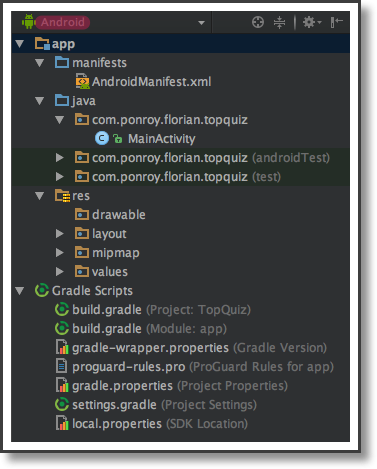 Android
app
manifests
AndroidManifest.xml
java
com.ponroy.florian.topquiz
C MainActivity
com.ponroy.florian.topquiz (androidTest)
com.ponroy.florian.topquiz (test)
res
drawable
layout
mipmap
values
Gradle Scripts
build.gradle (Project: TopQuiz)
build.gradle (Module: app)
gradle-wrapper.properties (Gradle Version)
proguard-rules.pro (ProGuard Rules for app)
gradle.properties (Project Properties)
settings.gradle (Project Settings)
local.properties (SDK Location)